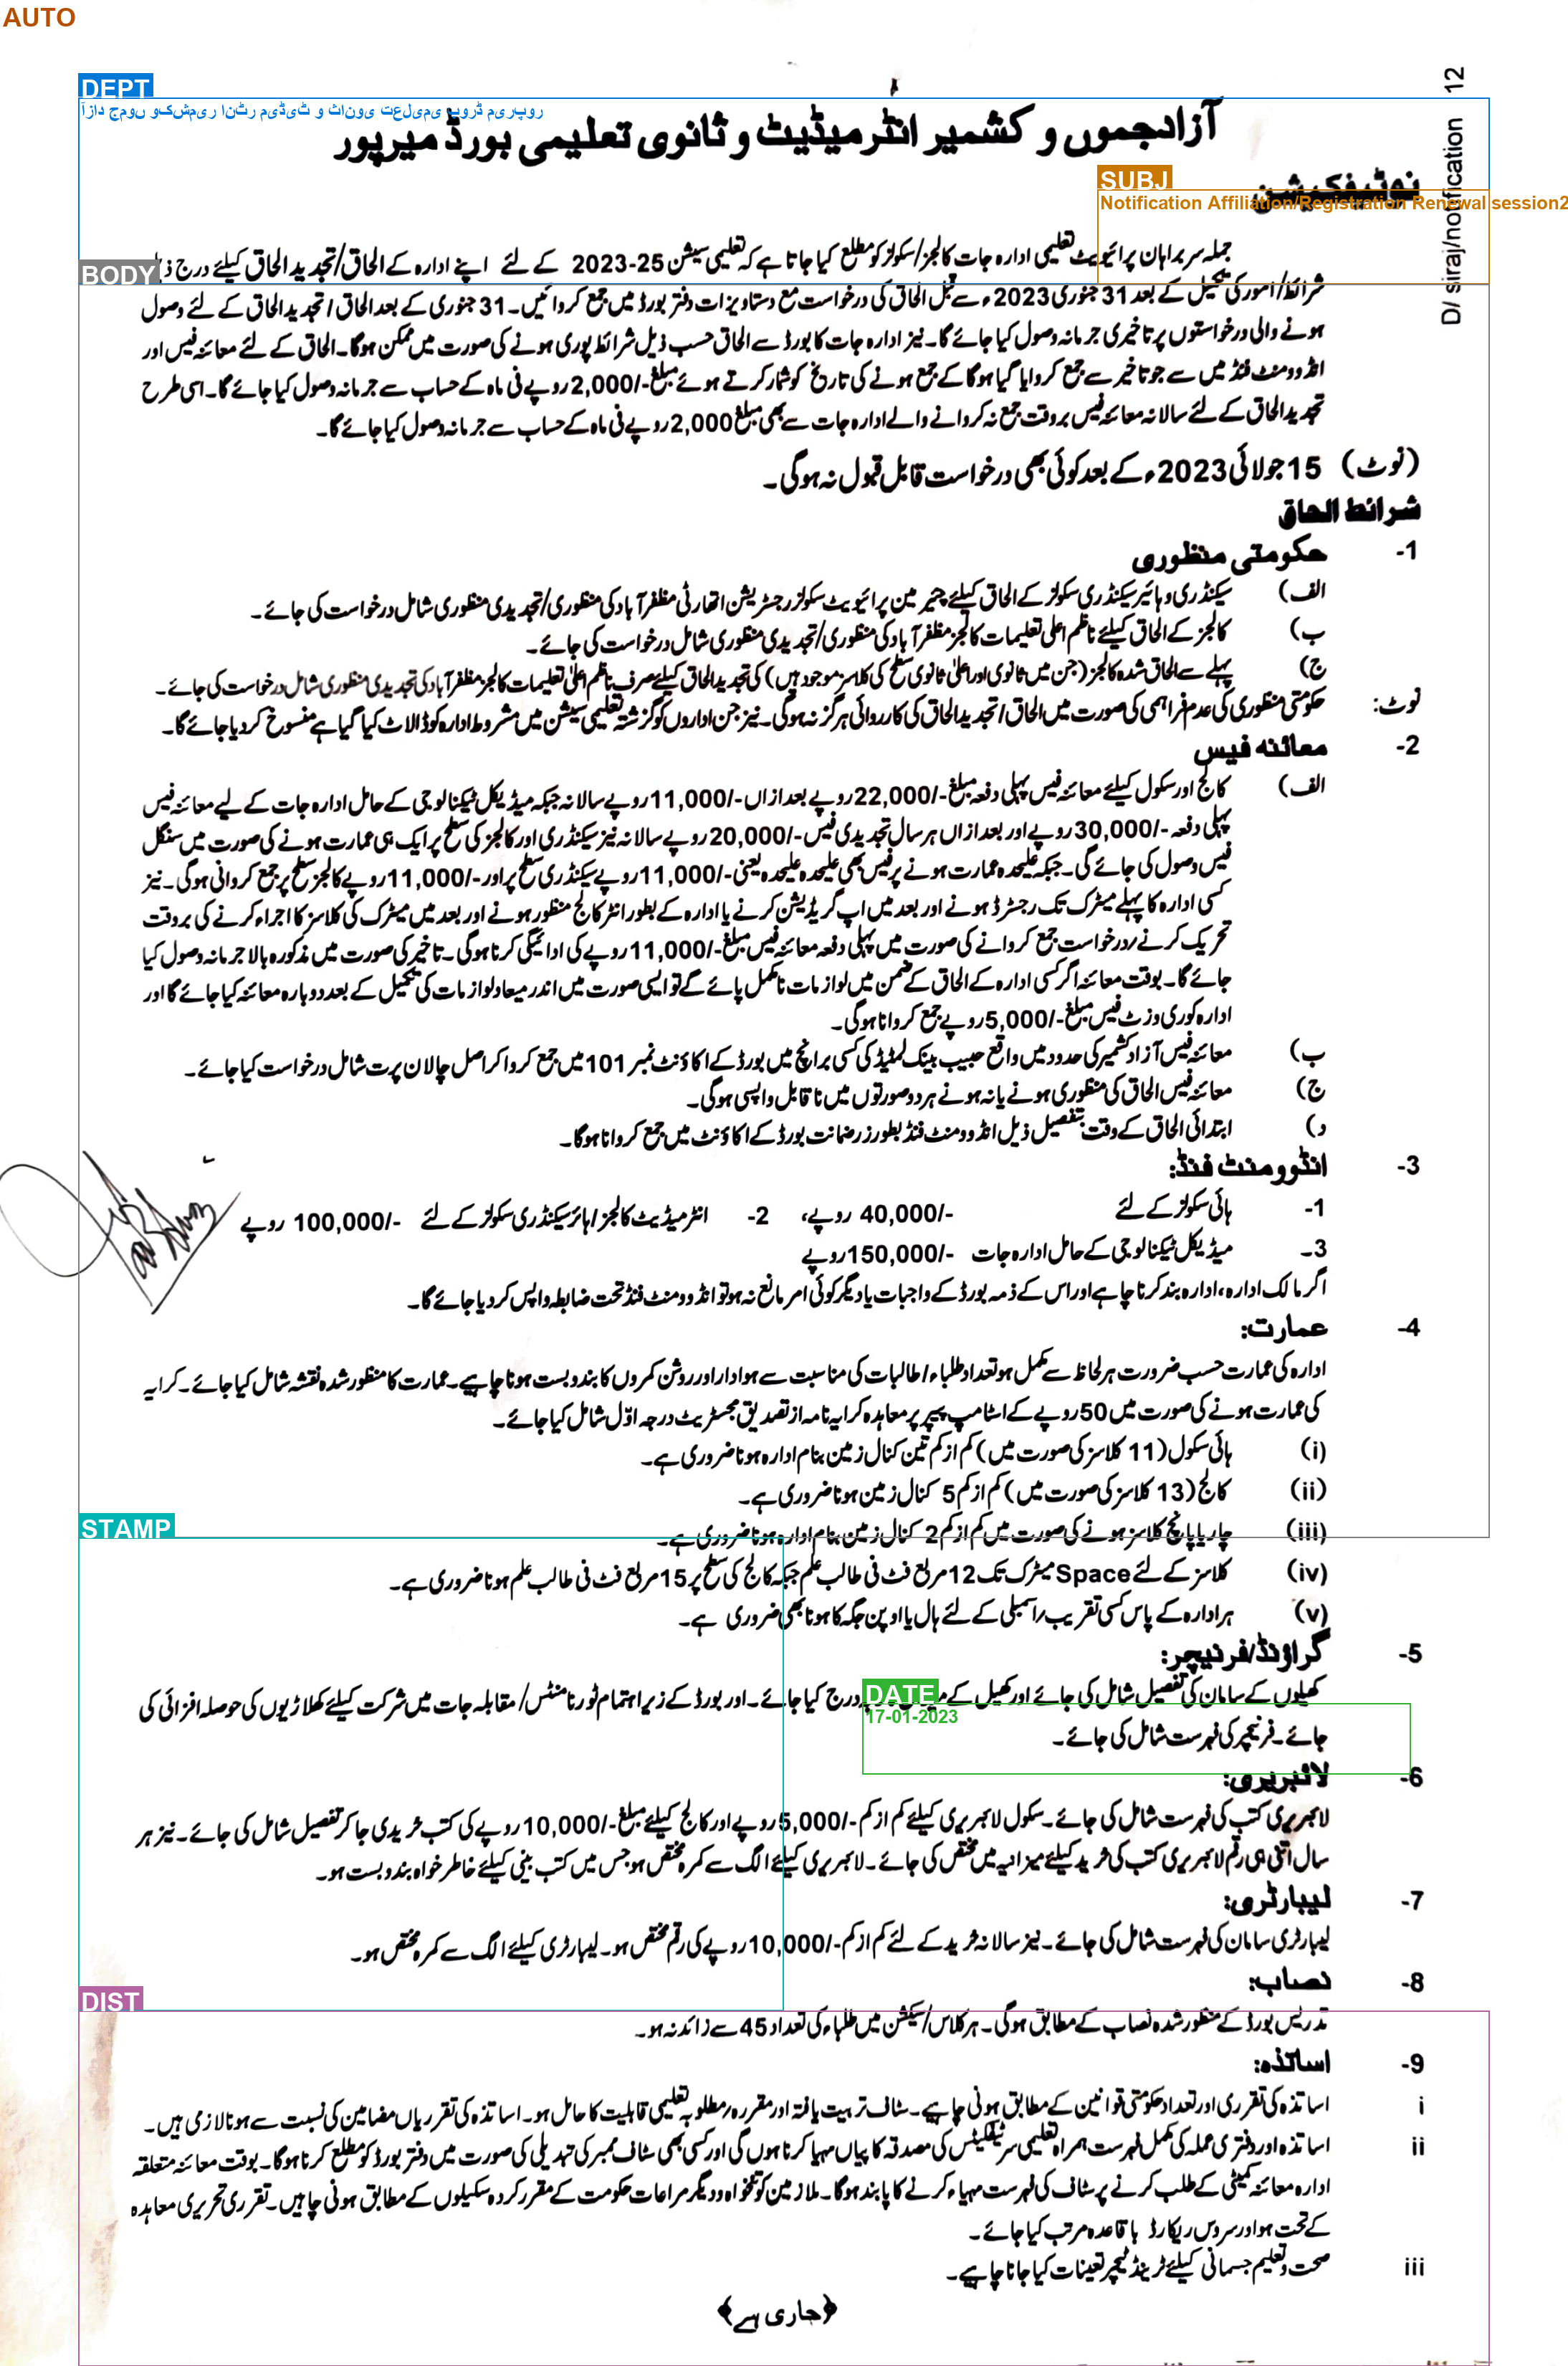 AUTO
D/ siraj/notification 12
DEPT
آزاد جموں وکشمیر انٹر میڈیٹ و ثانوی تعلیمی بورڈ میرپور
آزادجموں و کشمیر انٹرمیڈیٹ و ثانوی تعلیمی بورڈ میرپور
SUBJ
نوٹیفکیشن
Notification Affiliation/Registration Renewal session2
جملہ سربراہان پرائیویٹ تعلیمی ادارہ جات کالجز/سکولز کو مطلع کیا جاتا ہے کہ تعلیمی سیشن 25-2023 کے لئے اپنے ادارہ کے الحاق/تجدید الحاق کیلئے درج ذیل
BODY
شرائط/امور کی تکمیل کے بعد 31 جنوری 2023ء سے قبل الحاق کی درخواست مع دستاویزات دفتر بورڈ میں جمع کروائیں۔ 31 جنوری کے بعد الحاق / تجدید الحاق کے لئے وصول
ہونے والی درخواستوں پر تاخیری جرمانہ وصول کیا جائے گا۔ نیز ادارہ جات کا بورڈ سے الحاق حسب ذیل شرائط پوری ہونے کی صورت میں ممکن ہوگا۔ الحاق کے لئے معائنہ فیس اور
انڈوومنٹ فنڈ میں سے جو تاخیر سے جمع کروایا گیا ہوگا کے جمع ہونے کی تاریخ کو شمار کرتے ہوئے مبلغ -/2,000 روپے فی ماہ کے حساب سے جرمانہ وصول کیا جائے گا۔ اسی طرح
تجدید الحاق کے لئے سالانہ معائنہ فیس بروقت جمع نہ کروانے والے ادارہ جات سے بھی مبلغ 2,000 روپے فی ماہ کے حساب سے جرمانہ وصول کیا جائے گا۔
(نوٹ) 15 جولائی 2023ء کے بعد کوئی بھی درخواست قابل قبول نہ ہوگی۔
شرائط الحاق
1- حکومتی منظوری
الف) سیکنڈری و ہائیر سیکنڈری سکولز کے الحاق کیلئے چیئرمین پرائیویٹ سکولز رجسٹریشن اتھارٹی مظفرآباد کی منظوری/تجدیدی منظوری شامل درخواست کی جائے۔
ب) کالجز کے الحاق کیلئے ناظم اعلیٰ تعلیمات کالجز مظفرآباد کی منظوری/تجدیدی منظوری شامل درخواست کی جائے۔
ج) پہلے سے الحاق شدہ کالجز (جن میں ثانوی اور اعلیٰ ثانوی سطح کی کلاسز موجود ہیں) کی تجدید الحاق کیلئے صرف ناظم اعلیٰ تعلیمات کالجز مظفرآباد کی تجدیدی منظوری شامل درخواست کی جائے۔
نوٹ: حکومتی منظوری کی عدم فراہمی کی صورت میں الحاق/تجدید الحاق کی کارروائی ہرگز نہ ہوگی۔ نیز جن اداروں کو گزشتہ تعلیمی سیشن میں مشروط ادارہ کوڈ الاٹ کیا گیا ہے منسوخ کر دیا جائے گا۔
2- معائنہ فیس
الف) کالج اور سکول کیلئے معائنہ فیس پہلی دفعہ مبلغ -/22,000 روپے بعد ازاں -/11,000 روپے سالانہ جبکہ میڈیکل ٹیکنالوجی کے حامل ادارہ جات کے لیے معائنہ فیس
پہلی دفعہ -/30,000 روپے اور بعد ازاں ہر سال تجدیدی فیس -/20,000 روپے سالانہ نیز سیکنڈری اور کالجز کی سطح پر ایک ہی عمارت ہونے کی صورت میں سنگل
فیس وصول کی جائے گی۔ جبکہ علیحدہ عمارت ہونے پر فیس بھی علیحدہ علیحدہ یعنی -/11,000 روپے سیکنڈری سطح پر اور -/11,000 روپے کالجز سطح پر جمع کروانی ہوگی۔ نیز
کسی ادارہ کا پہلے میٹرک تک رجسٹرڈ ہونے اور بعد میں اپ گریڈیشن کرنے یا ادارہ کے بطور انٹر کالج منظور ہونے اور بعد میں میٹرک کی کلاسز کا اجراء کرنے کی بروقت
تحریک کرنے/درخواست جمع کروانے کی صورت میں پہلی دفعہ معائنہ فیس مبلغ -/11,000 روپے کی ادائیگی کرنا ہوگی۔ تاخیر کی صورت میں مذکورہ بالا جرمانہ وصول کیا
جائے گا۔ بوقت معائنہ اگر کسی ادارہ کے الحاق کے ضمن میں لوازمات نامکمل پائے گے تو ایسی صورت میں اندر میعاد لوازمات کی تکمیل کے بعد دوبارہ معائنہ کیا جائے گا اور
ادارہ کو ری وزٹ فیس مبلغ -/5,000 روپے جمع کروانا ہوگی۔
ب) معائنہ فیس آزاد کشمیر کی حدود میں واقع حبیب بینک لمیٹڈ کی کسی برانچ میں بورڈ کے اکاؤنٹ نمبر 101 میں جمع کروا کر اصل چالان پرت شامل درخواست کیا جائے۔
ج) معائنہ فیس الحاق کی منظوری ہونے یا نہ ہونے ہر دو صورتوں میں ناقابل واپسی ہوگی۔
د) ابتدائی الحاق کے وقت بتفصیل ذیل انڈوومنٹ فنڈ بطور زر ضمانت بورڈ کے اکاؤنٹ میں جمع کروانا ہوگا۔
3- انڈوومنٹ فنڈ:
1- ہائی سکولز کے لئے -/40,000 روپے، 2- انٹرمیڈیٹ کالجز/ہائر سیکنڈری سکولز کے لئے -/100,000 روپے
3۔ میڈیکل ٹیکنالوجی کے حامل ادارہ جات -/150,000 روپے
اگر مالک ادارہ، ادارہ بند کرنا چاہے اور اس کے ذمہ بورڈ کے واجبات یا دیگر کوئی امر مانع نہ ہو تو انڈوومنٹ فنڈ تحت ضابطہ واپس کر دیا جائے گا۔
4- عمارت:
ادارہ کی عمارت حسب ضرورت ہر لحاظ سے مکمل ہو تعداد طلباء/طالبات کی مناسبت سے ہوادار اور روشن کمروں کا بندوبست ہونا چاہیے۔ عمارت کا منظور شدہ نقشہ شامل کیا جائے۔ کرایہ
کی عمارت ہونے کی صورت میں 50 روپے کے اسٹامپ پیپر پر معاہدہ کرایہ نامہ از تصدیق مجسٹریٹ درجہ اوّل شامل کیا جائے۔
(i) ہائی سکول (11 کلاسز کی صورت میں) کم از کم تین کنال زمین بنام ادارہ ہونا ضروری ہے۔
(ii) کالج (13 کلاسز کی صورت میں) کم از کم 5 کنال زمین ہونا ضروری ہے۔
STAMP
(iii) چار یا پانچ کلاسز ہونے کی صورت میں کم از کم 2 کنال زمین بنام ادارہ ہونا ضروری ہے۔
(iv) کلاسز کے لئے Space میٹرک تک 12 مربع فٹ فی طالب علم جبکہ کالج کی سطح پر 15 مربع فٹ فی طالب علم ہونا ضروری ہے۔
(v) ہر ادارہ کے پاس کسی تقریب/اسمبلی کے لئے ہال یا اوپن جگہ کا ہونا بھی ضروری ہے۔
5- گراؤنڈ/فرنیچر:
کھیلوں کے سامان کی تفصیل شامل کی جائے اور کھیل کے درج کیا جائے۔ اور بورڈ کے زیر اہتمام ٹورنامنٹس/مقابلہ جات میں شرکت کیلئے کھلاڑیوں کی حوصلہ افزائی کی
DATE
17-01-2023
جائے۔ فرنیچر کی فہرست شامل کی جائے۔
6- لائبریری:
لائبریری کتب کی فہرست شامل کی جائے۔ سکول لائبریری کیلئے کم از کم -/5,000 روپے اور کالج کیلئے مبلغ -/10,000 روپے کی کتب خریدی جا کر تفصیل شامل کی جائے۔ نیز ہر
سال اتنی ہی رقم لائبریری کتب کی خرید کیلئے میزانیہ میں مختص کی جائے۔ لائبریری کیلئے الگ سے کمرہ مختص ہو جس میں کتب بینی کیلئے خاطر خواہ بندوبست ہو۔
7- لیبارٹری:
لیبارٹری سامان کی فہرست شامل کی جائے۔ نیز سالانہ خرید کے لئے کم از کم -/10,000 روپے کی رقم مختص ہو۔ لیبارٹری کیلئے الگ سے کمرہ مختص ہو۔
8- نصاب:
DIST
تدریس بورڈ کے منظور شدہ نصاب کے مطابق ہوگی۔ ہر کلاس/سیکشن میں طلباء کی تعداد 45 سے زائد نہ ہو۔
9- اساتذہ:
i اساتذہ کی تقرری اور تعداد حکومتی قوانین کے مطابق ہونی چاہیے۔ سٹاف تربیت یافتہ اور مقررہ/مطلوبہ تعلیمی قابلیت کا حامل ہو۔ اساتذہ کی تقرریاں مضامین کی نسبت سے ہونا لازمی ہیں۔
ii اساتذہ اور دفتری عملہ کی مکمل فہرست ہمراہ تعلیمی سرٹیفکیٹس کی مصدقہ کاپیاں مہیا کرنا ہوں گی اور کسی بھی سٹاف ممبر کی تبدیلی کی صورت میں دفتر بورڈ کو مطلع کرنا ہوگا۔ بوقت معائنہ متعلقہ
ادارہ معائنہ کمیٹی کے طلب کرنے پر سٹاف کی فہرست مہیاء کرنے کا پابند ہوگا۔ ملازمین کو تنخواہ و دیگر مراعات حکومت کے مقرر کردہ سکیلوں کے مطابق ہونی چاہیں۔ تقرری تحریری معاہدہ
کے تحت ہو اور سروس ریکارڈ باقاعدہ مرتب کیا جائے۔
iii صحت و تعلیم جسمانی کیلئے ٹرینڈ ٹیچر تعینات کیا جانا چاہیے۔
﴿جاری ہے﴾